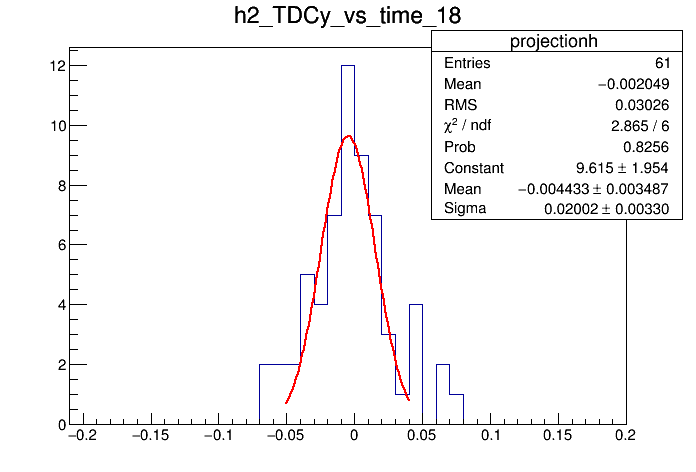 h2_TDCy_vs_time_18
projectionh
Entries 61
Mean −0.002049
RMS 0.03026
χ² / ndf 2.865 / 6
Prob 0.8256
Constant 9.615 ± 1.954
Mean −0.004433 ± 0.003487
Sigma 0.02002 ± 0.00330
12
10
8
6
4
2
0
−0.2 −0.15 −0.1 −0.05 0 0.05 0.1 0.15 0.2